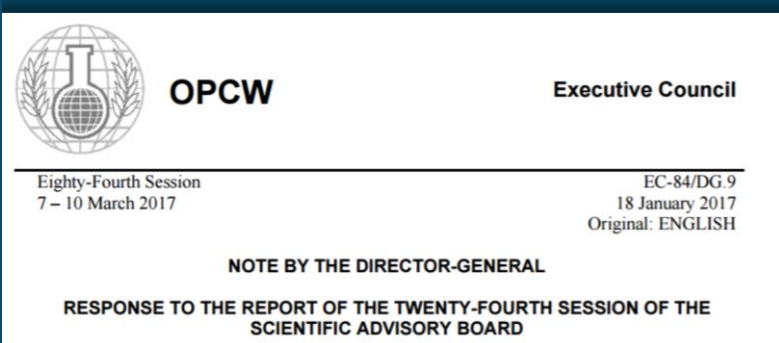 OPCW
Executive Council
Eighty-Fourth Session
7 – 10 March 2017
EC-84/DG.9
18 January 2017
Original: ENGLISH
NOTE BY THE DIRECTOR-GENERAL
RESPONSE TO THE REPORT OF THE TWENTY-FOURTH SESSION OF THE
SCIENTIFIC ADVISORY BOARD